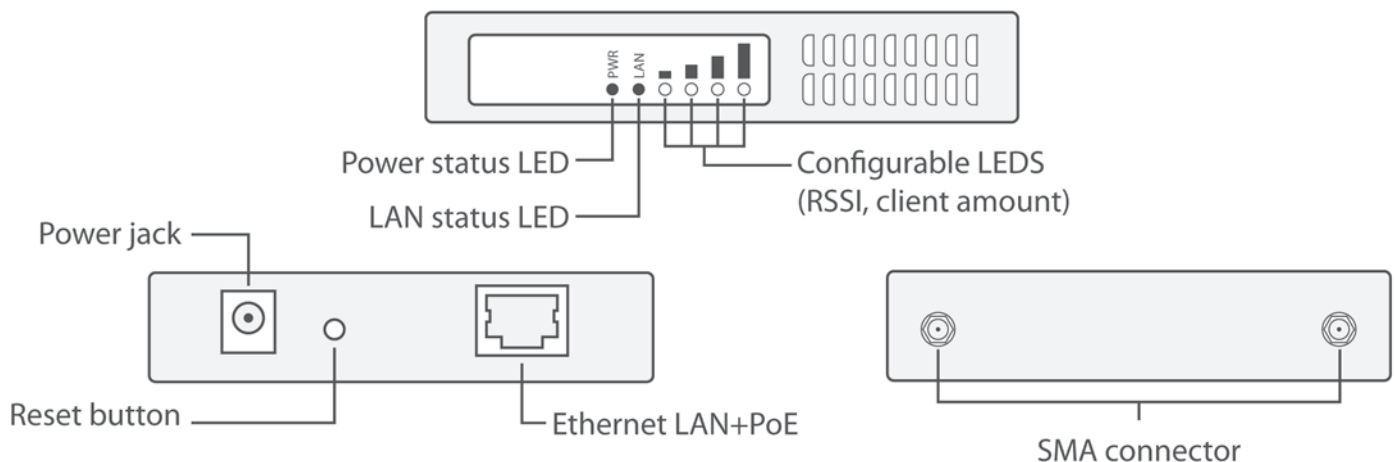 PWR
LAN
Power status LED
Configurable LEDS
(RSSI, client amount)
LAN status LED
Power jack
Reset button
Ethernet LAN+PoE
SMA connector